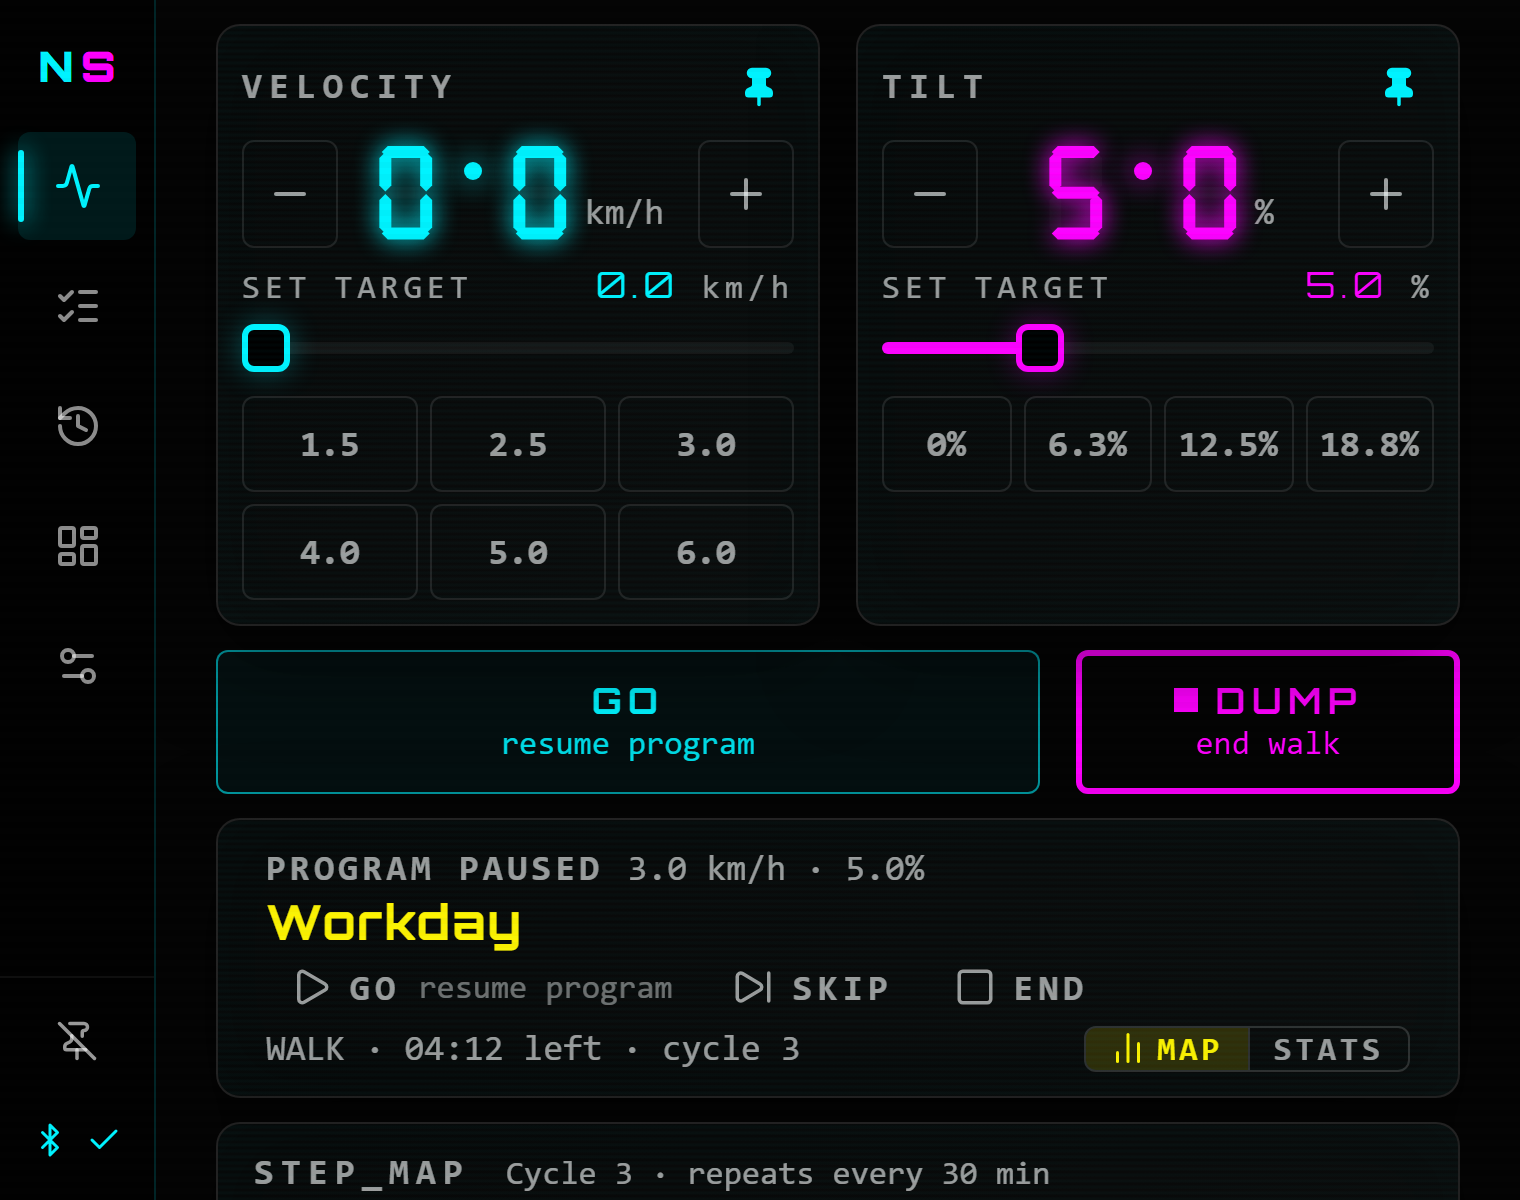 NS
VELOCITY
0.0 km/h
SET TARGET 0.0 km/h
1.5 2.5 3.0
4.0 5.0 6.0
TILT
5.0 %
SET TARGET 5.0 %
0% 6.3% 12.5% 18.8%
GO
resume program
DUMP
end walk
PROGRAM PAUSED 3.0 km/h · 5.0%
Workday
GO resume program SKIP END
WALK · 04:12 left · cycle 3 MAP STATS
STEP_MAP Cycle 3 · repeats every 30 min